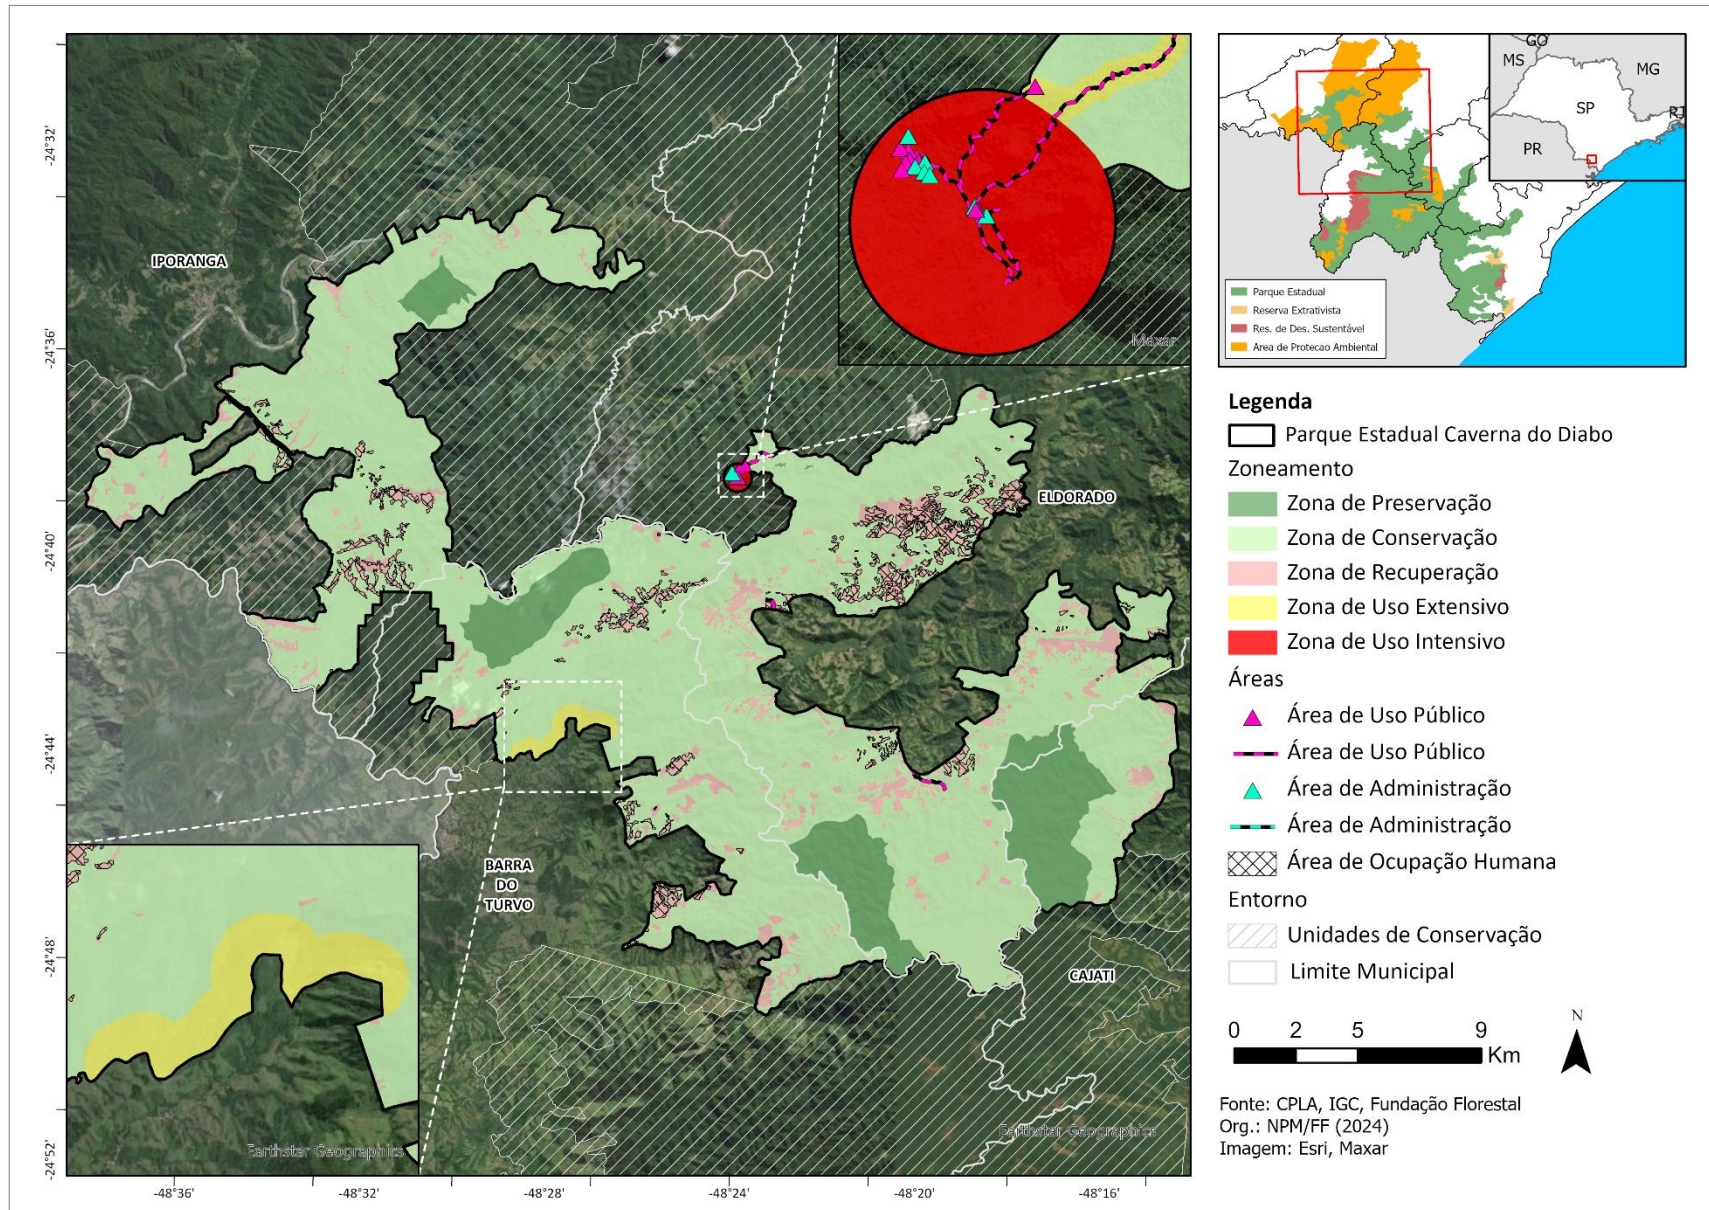 -24°32'
-24°36'
-24°40'
-24°44'
-24°48'
-24°52'
-48°36'
-48°32'
-48°28'
-48°24'
-48°20'
-48°16'
IPORANGA
ELDORADO
BARRA
DO
TURVO
CAJATI
Maxar
Earthstar Geographics
Earthstar Geographics
GO
MS
MG
SP
RJ
PR
Parque Estadual
Reserva Extrativista
Res. de Des. Sustentável
Area de Protecao Ambiental
Legenda
Parque Estadual Caverna do Diabo
Zoneamento
Zona de Preservação
Zona de Conservação
Zona de Recuperação
Zona de Uso Extensivo
Zona de Uso Intensivo
Áreas
Área de Uso Público
Área de Uso Público
Área de Administração
Área de Administração
Área de Ocupação Humana
Entorno
Unidades de Conservação
Limite Municipal
0 2 5 9
Km
N
Fonte: CPLA, IGC, Fundação Florestal
Org.: NPM/FF (2024)
Imagem: Esri, Maxar